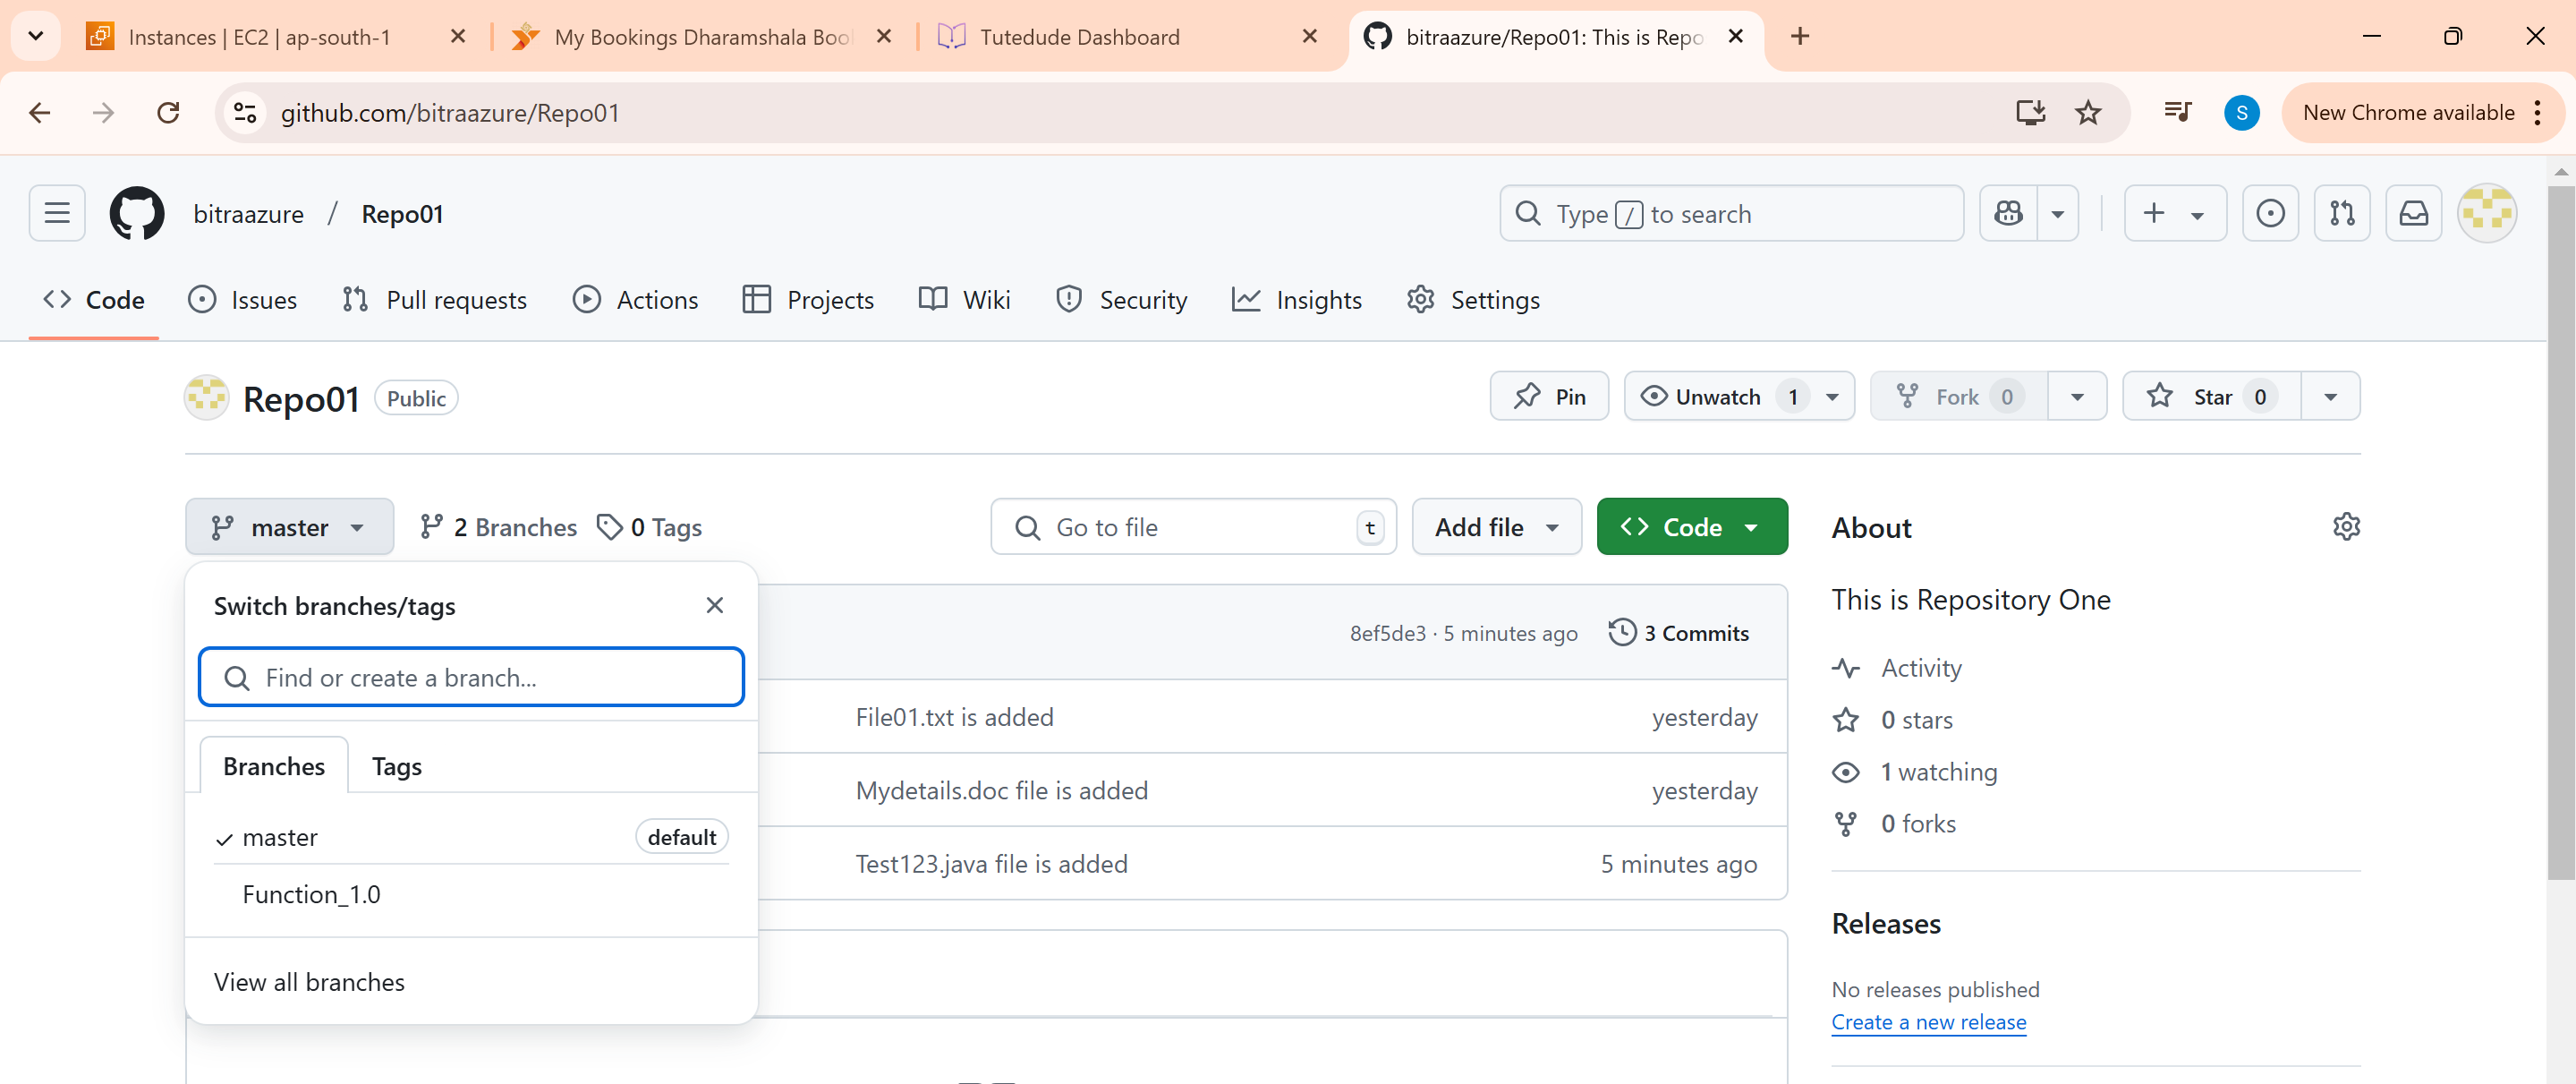 Instances | EC2 | ap-south-1
My Bookings Dharamshala Boo
Tutedude Dashboard
bitraazure/Repo01: This is Repo
github.com/bitraazure/Repo01
S
New Chrome available
bitraazure / Repo01
Type / to search
Code
Issues
Pull requests
Actions
Projects
Wiki
Security
Insights
Settings
Repo01 Public
Pin
Unwatch 1
Fork 0
Star 0
master
2 Branches
0 Tags
Go to file t
Add file
Code
Switch branches/tags
Find or create a branch...
Branches
Tags
master default
Function_1.0
View all branches
8ef5de3 · 5 minutes ago
3 Commits
File01.txt is added yesterday
Mydetails.doc file is added yesterday
Test123.java file is added 5 minutes ago
About
This is Repository One
Activity
0 stars
1 watching
0 forks
Releases
No releases published
Create a new release